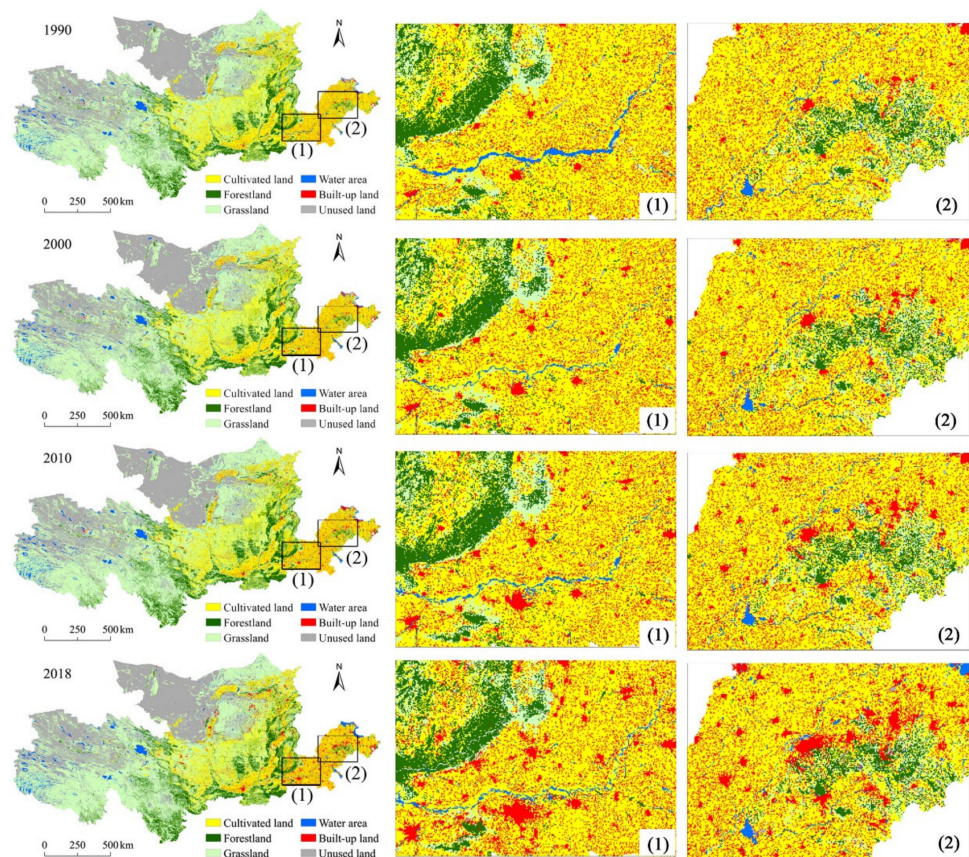 1990
N
(1)
(2)
Cultivated land
Water area
Forestland
Built-up land
Grassland
Unused land
0 250 500 km
(1)
(2)
2000
N
(1)
(2)
Cultivated land
Water area
Forestland
Built-up land
Grassland
Unused land
0 250 500 km
(1)
(2)
2010
N
(1)
(2)
Cultivated land
Water area
Forestland
Built-up land
Grassland
Unused land
0 250 500 km
(1)
(2)
2018
N
(1)
(2)
Cultivated land
Water area
Forestland
Built-up land
Grassland
Unused land
0 250 500 km
(1)
(2)